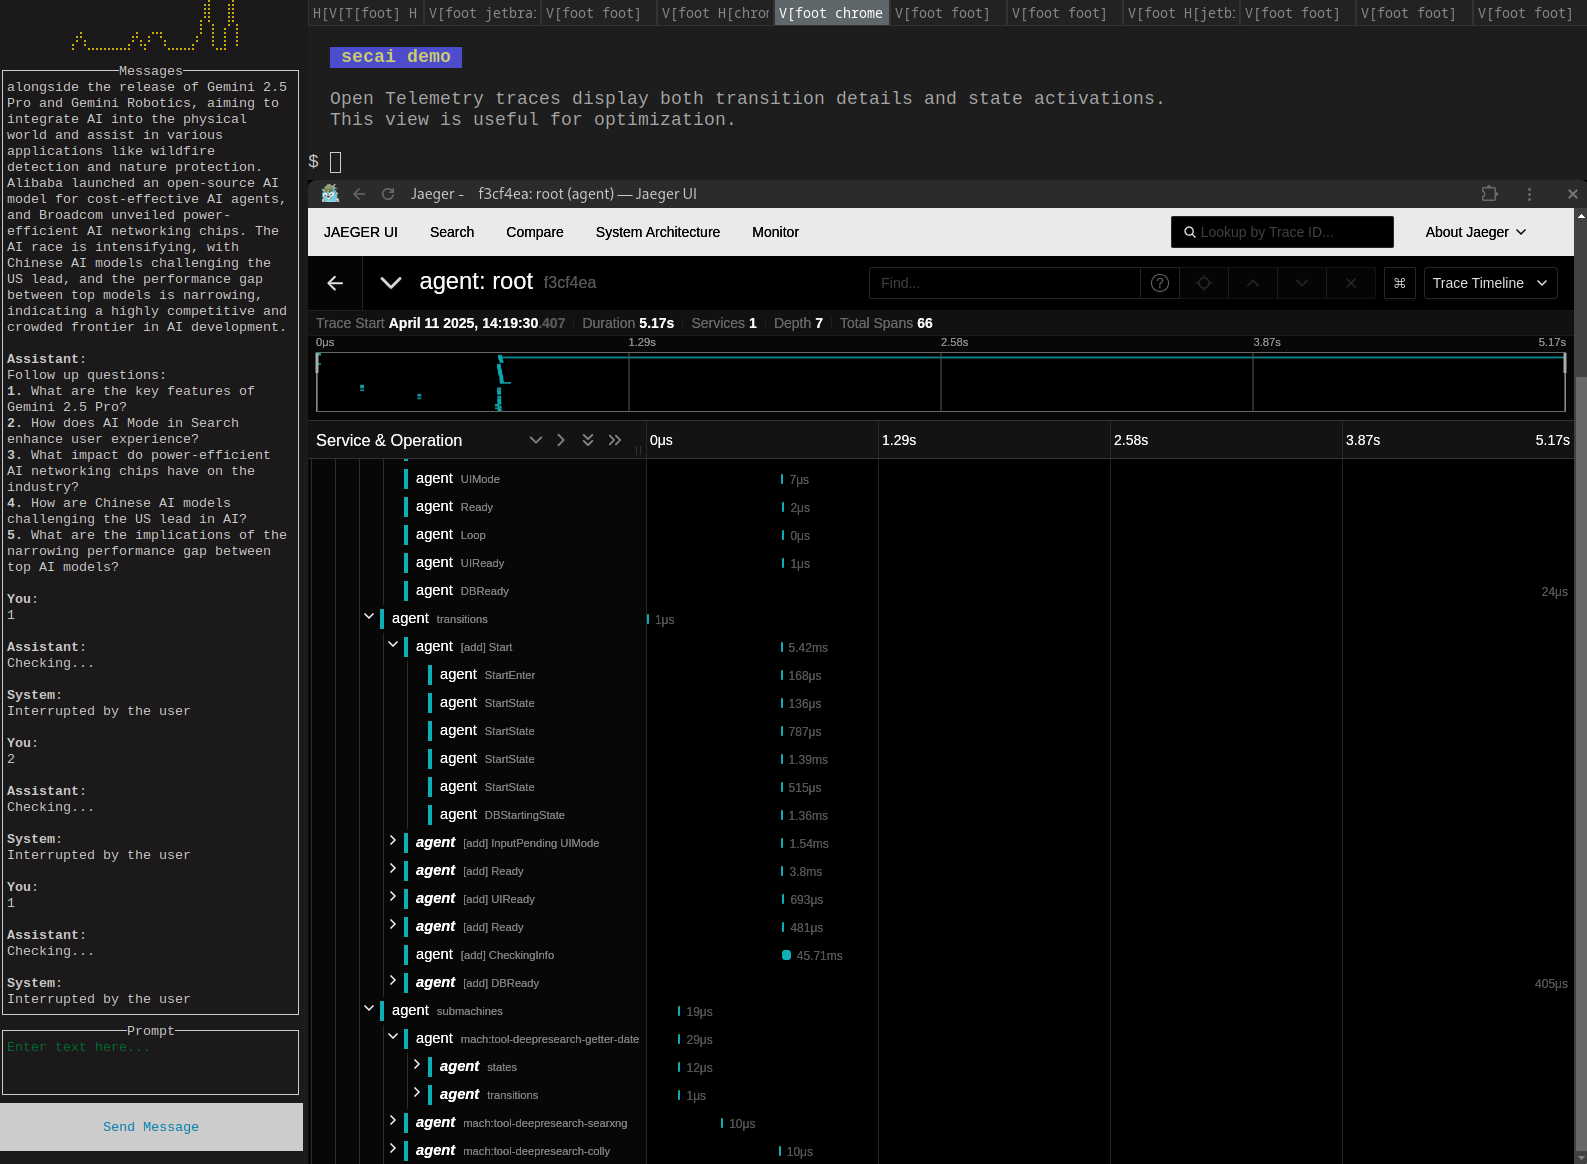 Messages
alongside the release of Gemini 2.5
Pro and Gemini Robotics, aiming to
integrate AI into the physical
world and assist in various
applications like wildfire
detection and nature protection.
Alibaba launched an open-source AI
model for cost-effective AI agents,
and Broadcom unveiled power-
efficient AI networking chips. The
AI race is intensifying, with
Chinese AI models challenging the
US lead, and the performance gap
between top models is narrowing,
indicating a highly competitive and
crowded frontier in AI development.
Assistant:
Follow up questions:
1. What are the key features of
Gemini 2.5 Pro?
2. How does AI Mode in Search
enhance user experience?
3. What impact do power-efficient
AI networking chips have on the
industry?
4. How are Chinese AI models
challenging the US lead in AI?
5. What are the implications of the
narrowing performance gap between
top AI models?
You:
1
Assistant:
Checking...
System:
Interrupted by the user
You:
2
Assistant:
Checking...
System:
Interrupted by the user
You:
1
Assistant:
Checking...
System:
Interrupted by the user
Prompt
Enter text here...
Send Message
H[V[T[foot] H V[foot jetbra: V[foot foot] V[foot H[chron V[foot chrome V[foot foot] V[foot foot] V[foot H[jetb: V[foot foot] V[foot foot] V[foot foot]
secai demo
Open Telemetry traces display both transition details and state activations.
This view is useful for optimization.
$
Jaeger - f3cf4ea: root (agent) — Jaeger UI
JAEGER UI Search Compare System Architecture Monitor Lookup by Trace ID... About Jaeger
agent: root f3cf4ea Find... ? ⌘ Trace Timeline
Trace Start April 11 2025, 14:19:30.407 Duration 5.17s Services 1 Depth 7 Total Spans 66
0μs 1.29s 2.58s 3.87s 5.17s
Service & Operation 0μs 1.29s 2.58s 3.87s 5.17s
agent UIMode 7μs
agent Ready 2μs
agent Loop 0μs
agent UIReady 1μs
agent DBReady 24μs
agent transitions 1μs
agent [add] Start 5.42ms
agent StartEnter 168μs
agent StartState 136μs
agent StartState 787μs
agent StartState 1.39ms
agent StartState 515μs
agent DBStartingState 1.36ms
agent [add] InputPending UIMode 1.54ms
agent [add] Ready 3.8ms
agent [add] UIReady 693μs
agent [add] Ready 481μs
agent [add] CheckingInfo 45.71ms
agent [add] DBReady 405μs
agent submachines 19μs
agent mach:tool-deepresearch-getter-date 29μs
agent states 12μs
agent transitions 1μs
agent mach:tool-deepresearch-searxng 10μs
agent mach:tool-deepresearch-colly 10μs